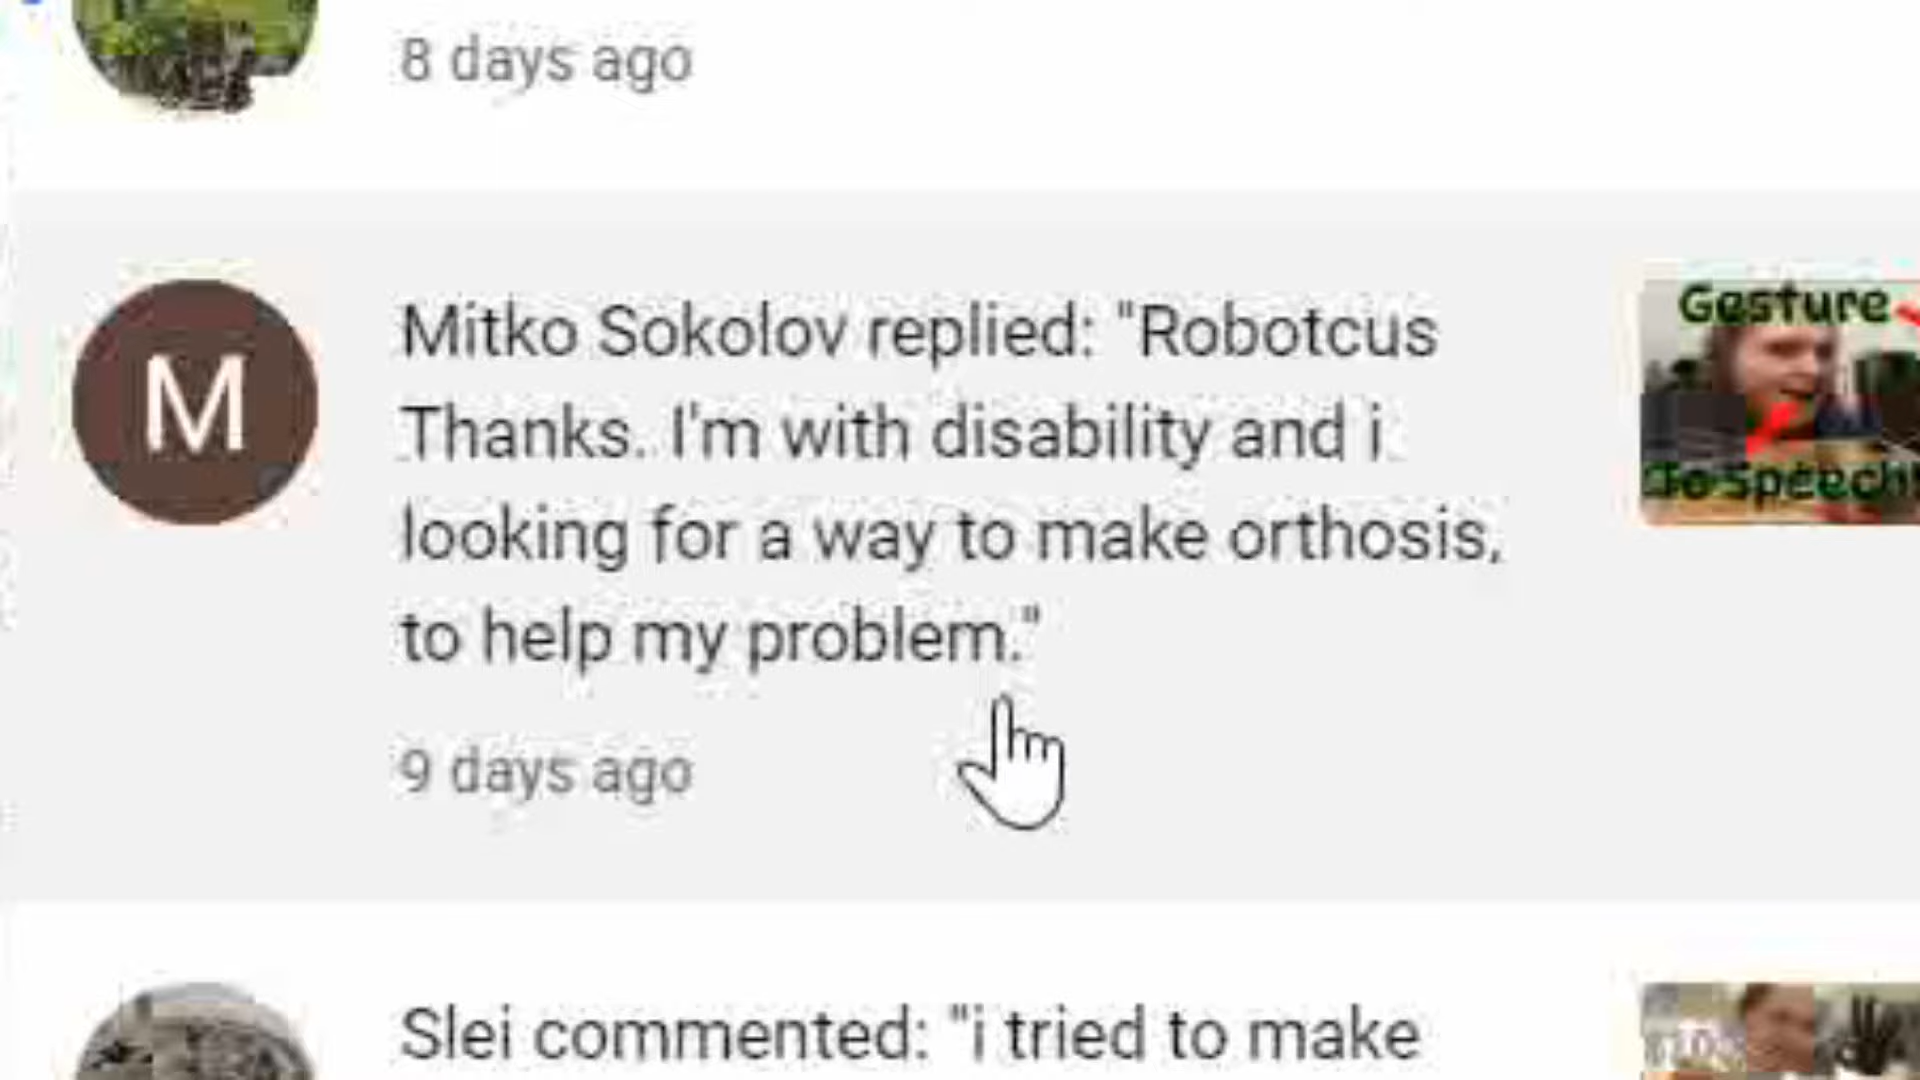 8 days ago
M
Mitko Sokolov replied: "Robotcus
Thanks. I'm with disability and i
looking for a way to make orthosis,
to help my problem."
9 days ago
Gesture
To Speech!
Slei commented: "i tried to make